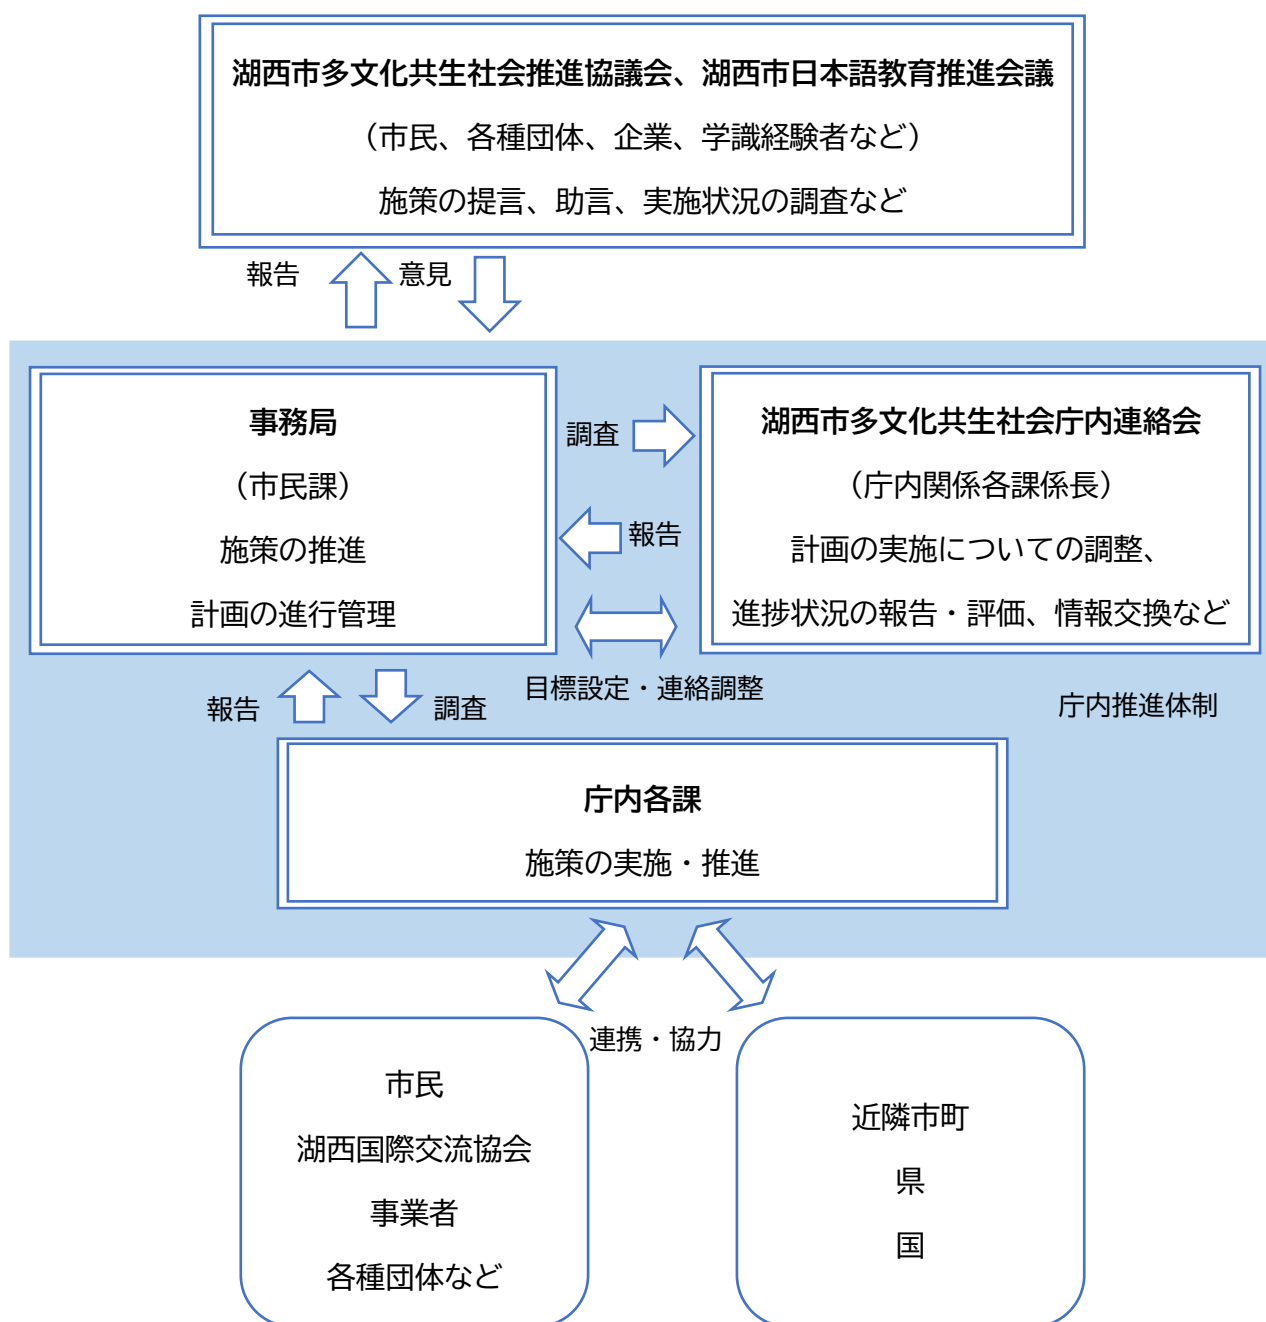 湖西市多文化共生社会推進協議会、湖西市日本語教育推進会議
（市民、各種団体、企業、学識経験者など）
施策の提言、助言、実施状況の調査など
報告
意見
事務局
（市民課）
施策の推進
計画の進行管理
調査
報告
湖西市多文化共生社会庁内連絡会
（庁内関係各課係長）
計画の実施についての調整、
進捗状況の報告・評価、情報交換など
目標設定・連絡調整
報告
調査
庁内推進体制
庁内各課
施策の実施・推進
連携・協力
市民
湖西国際交流協会
事業者
各種団体など
近隣市町
県
国